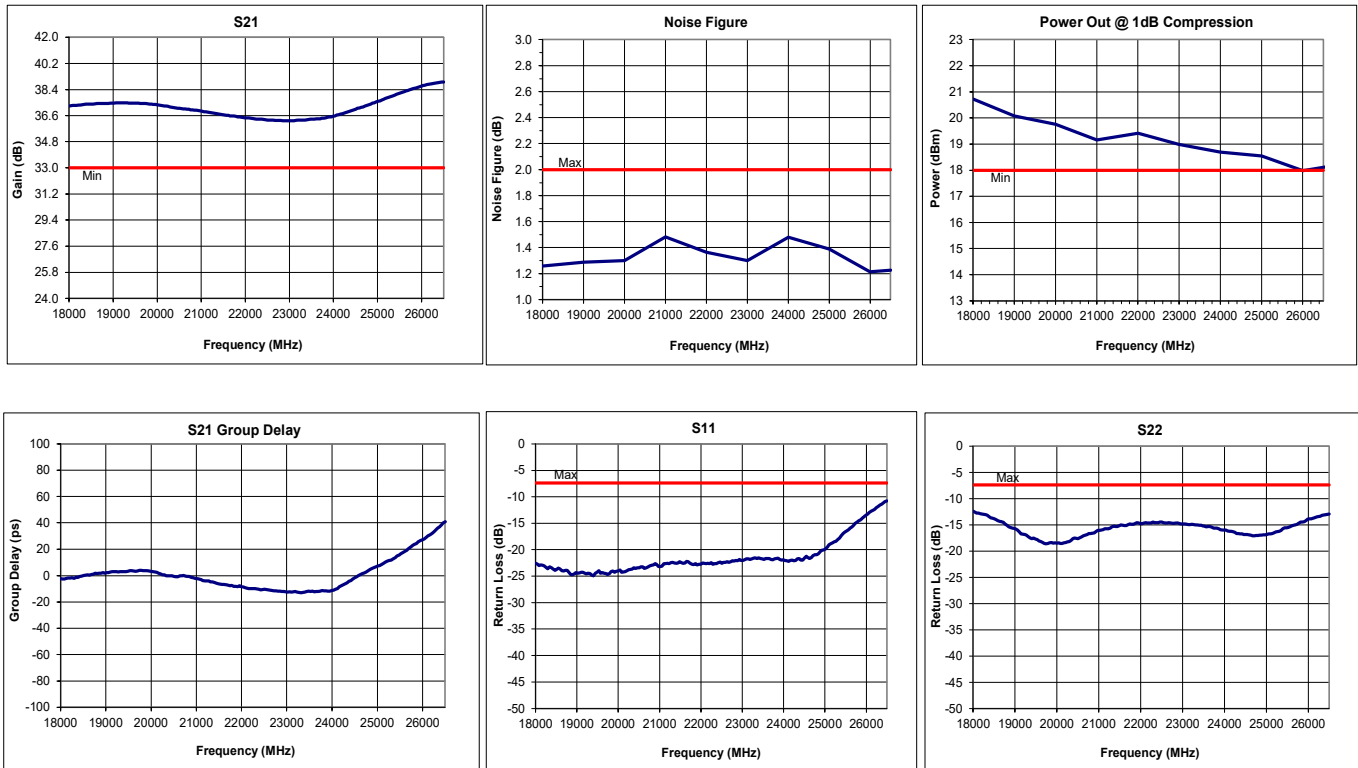 S21
42.0
40.2
38.4
36.6
34.8
33.0
31.2
29.4
27.6
25.8
24.0
Gain (dB)
Min
18000 19000 20000 21000 22000 23000 24000 25000 26000
Frequency (MHz)
Noise Figure
3.0
2.8
2.6
2.4
2.2
2.0
1.8
1.6
1.4
1.2
1.0
Noise Figure (dB)
Max
18000 19000 20000 21000 22000 23000 24000 25000 26000
Frequency (MHz)
Power Out @ 1dB Compression
23
22
21
20
19
18
17
16
15
14
13
Power (dBm)
Min
18000 19000 20000 21000 22000 23000 24000 25000 26000
Frequency (MHz)
S21 Group Delay
100
80
60
40
20
0
-20
-40
-60
-80
-100
Group Delay (ps)
18000 19000 20000 21000 22000 23000 24000 25000 26000
Frequency (MHz)
S11
0
-5
-10
-15
-20
-25
-30
-35
-40
-45
-50
Return Loss (dB)
Max
18000 19000 20000 21000 22000 23000 24000 25000 26000
Frequency (MHz)
S22
0
-5
-10
-15
-20
-25
-30
-35
-40
-45
-50
Return Loss (dB)
Max
18000 19000 20000 21000 22000 23000 24000 25000 26000
Frequency (MHz)